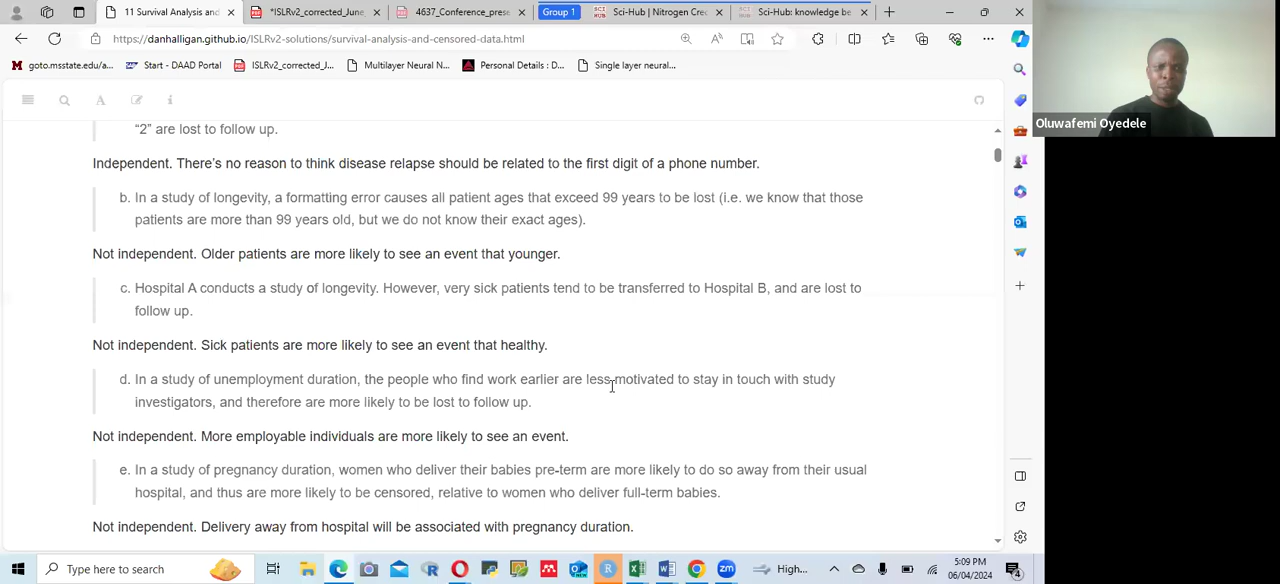 11 Survival Analysis and
*ISLRv2_corrected_June_
4637_Conference_prese
Group 1
Sci-Hub | Nitrogen Cred
Sci-Hub: knowledge be
https://danhalligan.github.io/ISLRv2-solutions/survival-analysis-and-censored-data.html
goto.msstate.edu/a...
Start - DAAD Portal
ISLRv2_corrected_J...
Multilayer Neural N...
Personal Details : D...
Single layer neural...
Oluwafemi Oyedele
“2” are lost to follow up.
Independent. There’s no reason to think disease relapse should be related to the first digit of a phone number.
b. In a study of longevity, a formatting error causes all patient ages that exceed 99 years to be lost (i.e. we know that those
patients are more than 99 years old, but we do not know their exact ages).
Not independent. Older patients are more likely to see an event that younger.
c. Hospital A conducts a study of longevity. However, very sick patients tend to be transferred to Hospital B, and are lost to
follow up.
Not independent. Sick patients are more likely to see an event that healthy.
d. In a study of unemployment duration, the people who find work earlier are less motivated to stay in touch with study
investigators, and therefore are more likely to be lost to follow up.
Not independent. More employable individuals are more likely to see an event.
e. In a study of pregnancy duration, women who deliver their babies pre-term are more likely to do so away from their usual
hospital, and thus are more likely to be censored, relative to women who deliver full-term babies.
Not independent. Delivery away from hospital will be associated with pregnancy duration.
Type here to search
High...
5:09 PM
06/04/2024